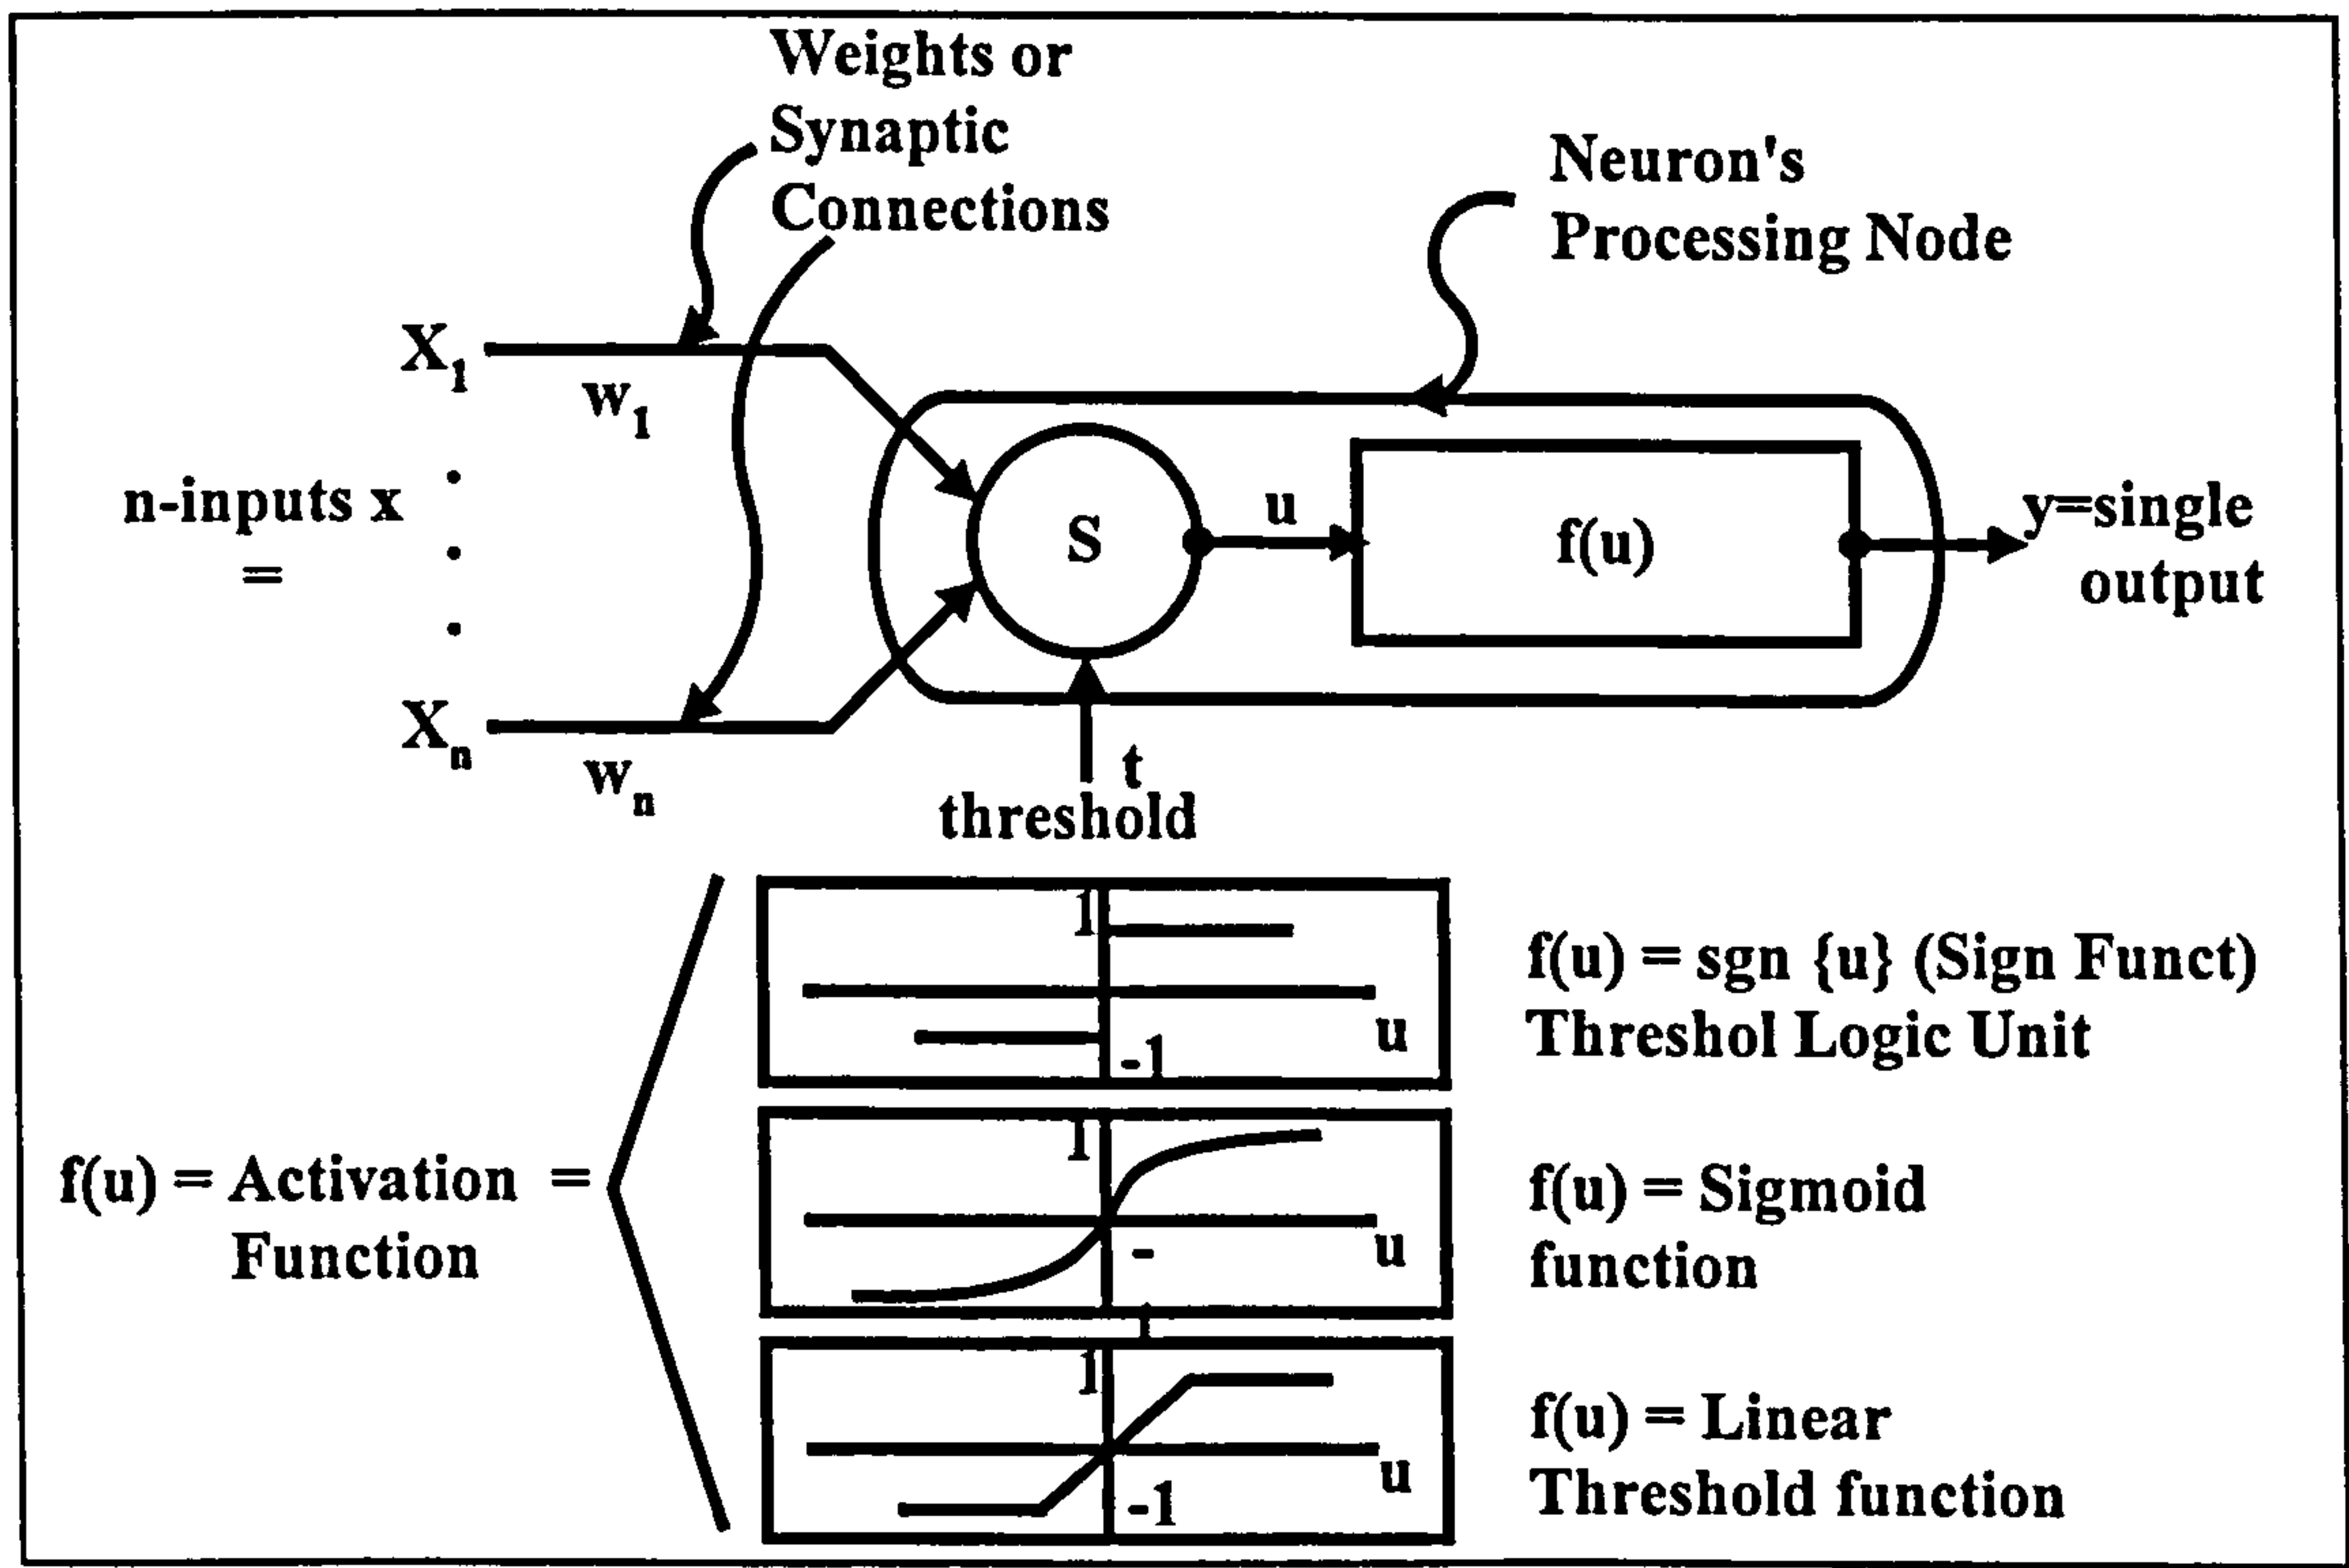 Weights or
Synaptic
Connections
Neuron's
Processing Node
X1
w1
n-inputs x
=
.
.
.
S
u
f(u)
y=single
output
Xn
wn
t
threshold
1
u
-1
f(u) = sgn {u} (Sign Funct)
Threshol Logic Unit
f(u) = Activation =
Function
1
u
-
1
f(u) = Sigmoid
function
1
u
-1
f(u) = Linear
Threshold function